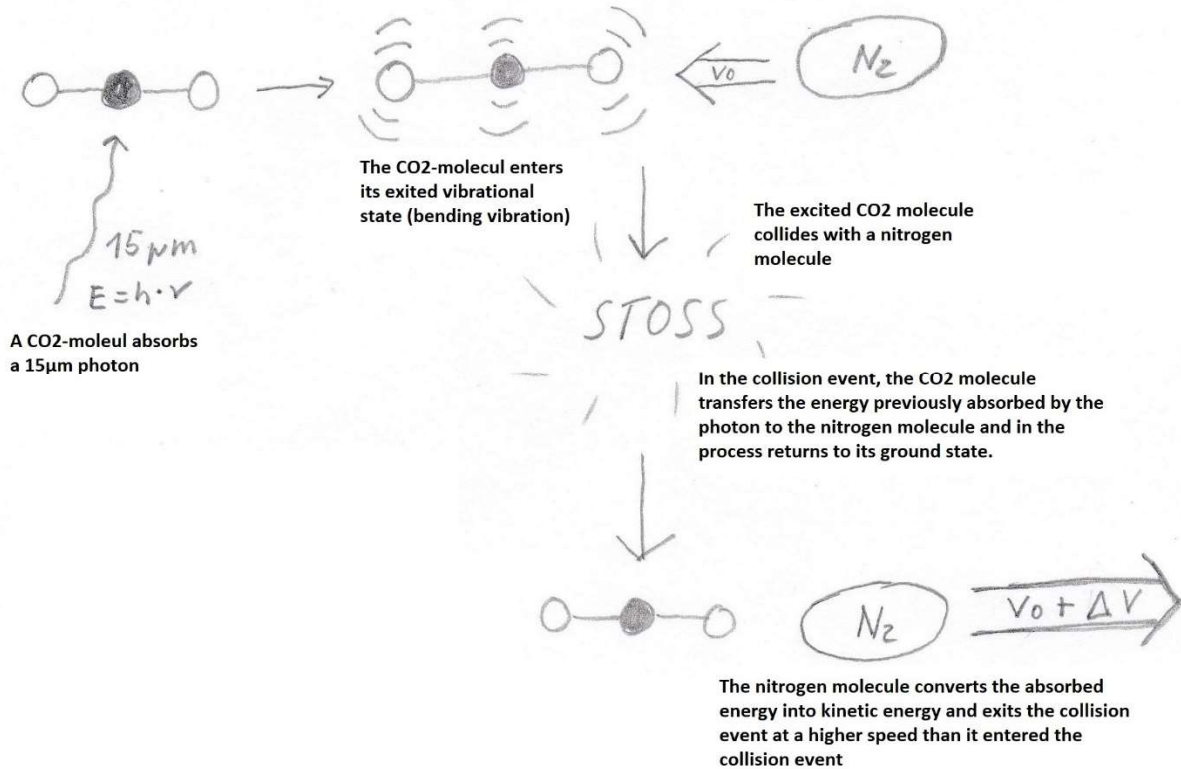 N2
Vo
The CO2-molecul enters
its exited vibrational
state (bending vibration)
15 µm
E = h · ν
A CO2-moleul absorbs
a 15µm photon
The excited CO2 molecule
collides with a nitrogen
molecule
STOSS
In the collision event, the CO2 molecule
transfers the energy previously absorbed by the
photon to the nitrogen molecule and in the
process returns to its ground state.
N2
Vo + ΔV
The nitrogen molecule converts the absorbed
energy into kinetic energy and exits the collision
event at a higher speed than it entered the
collision event